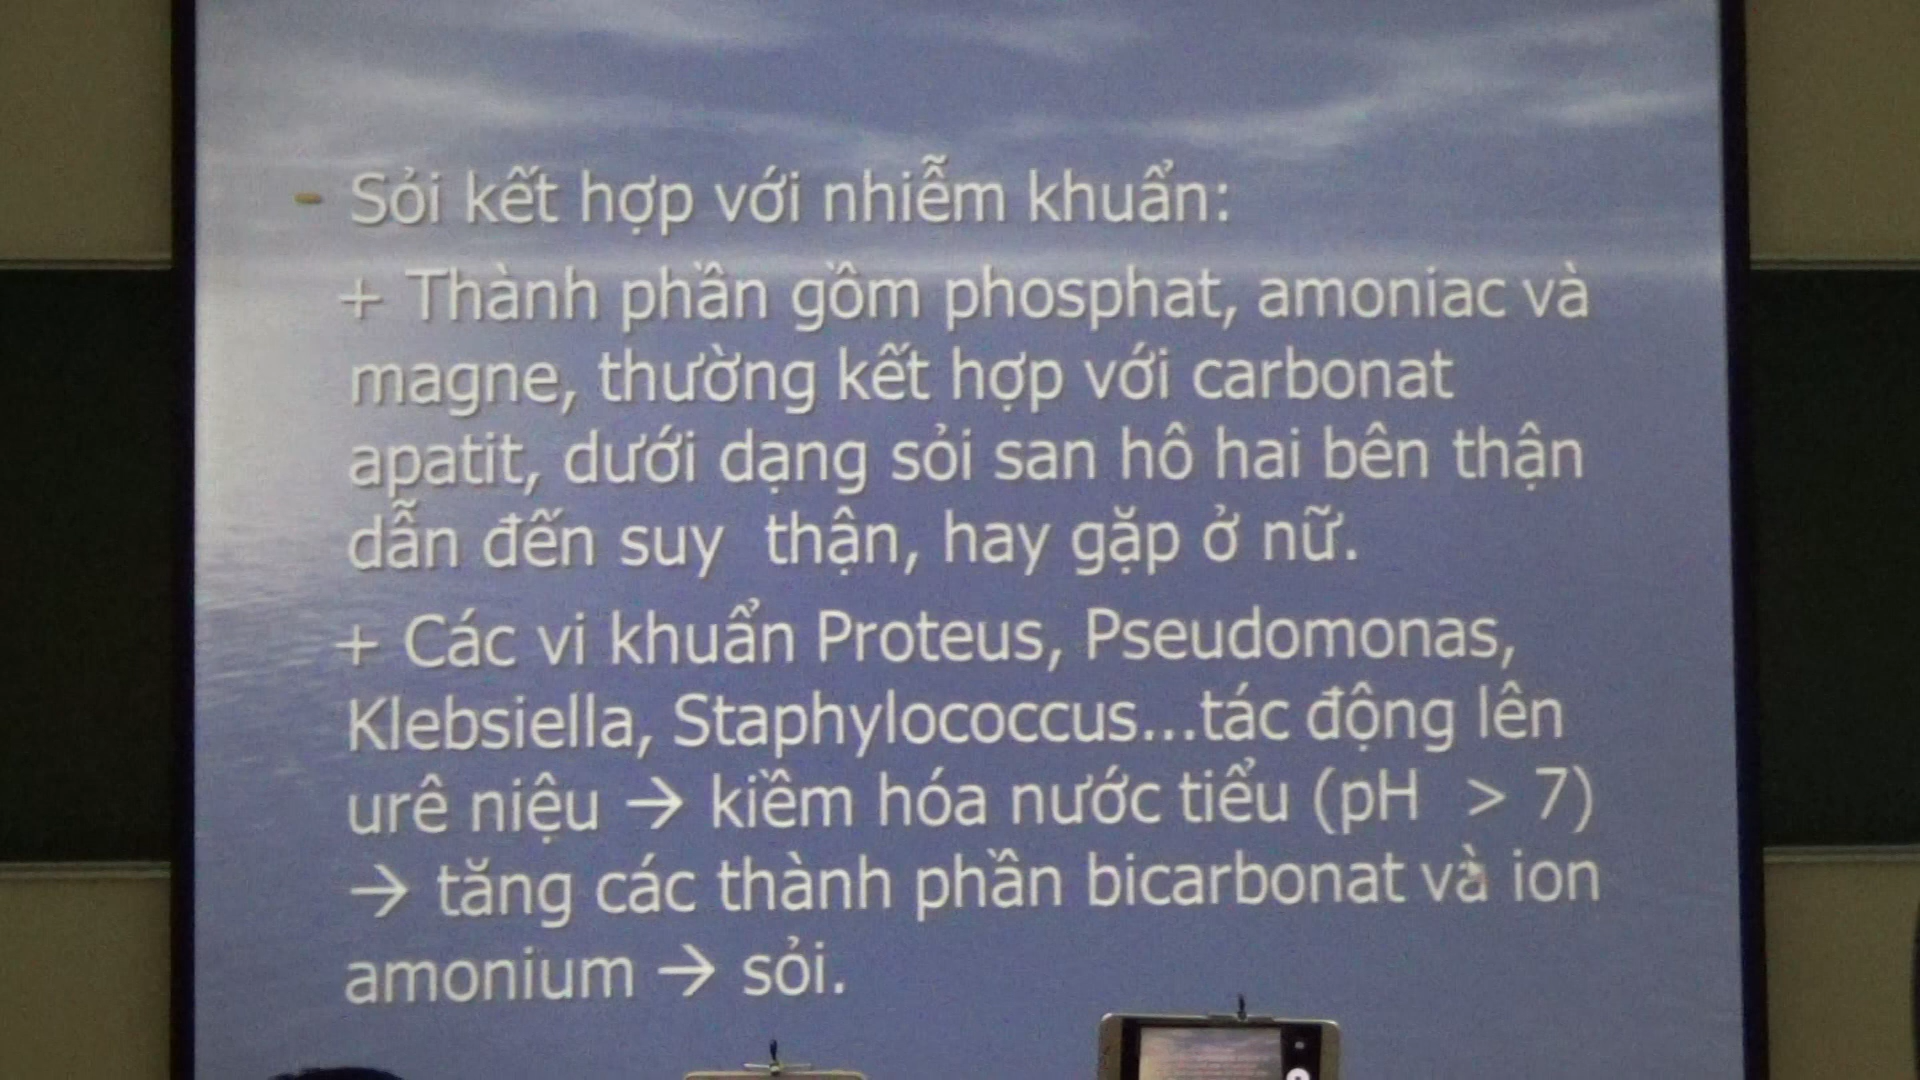 - Sỏi kết hợp với nhiễm khuẩn:
+ Thành phần gồm phosphat, amoniac và
magne, thường kết hợp với carbonat
apatit, dưới dạng sỏi san hô hai bên thận
dẫn đến suy thận, hay gặp ở nữ.
+ Các vi khuẩn Proteus, Pseudomonas,
Klebsiella, Staphylococcus...tác động lên
urê niệu → kiềm hóa nước tiểu (pH > 7)
→ tăng các thành phần bicarbonat và ion
amonium → sỏi.